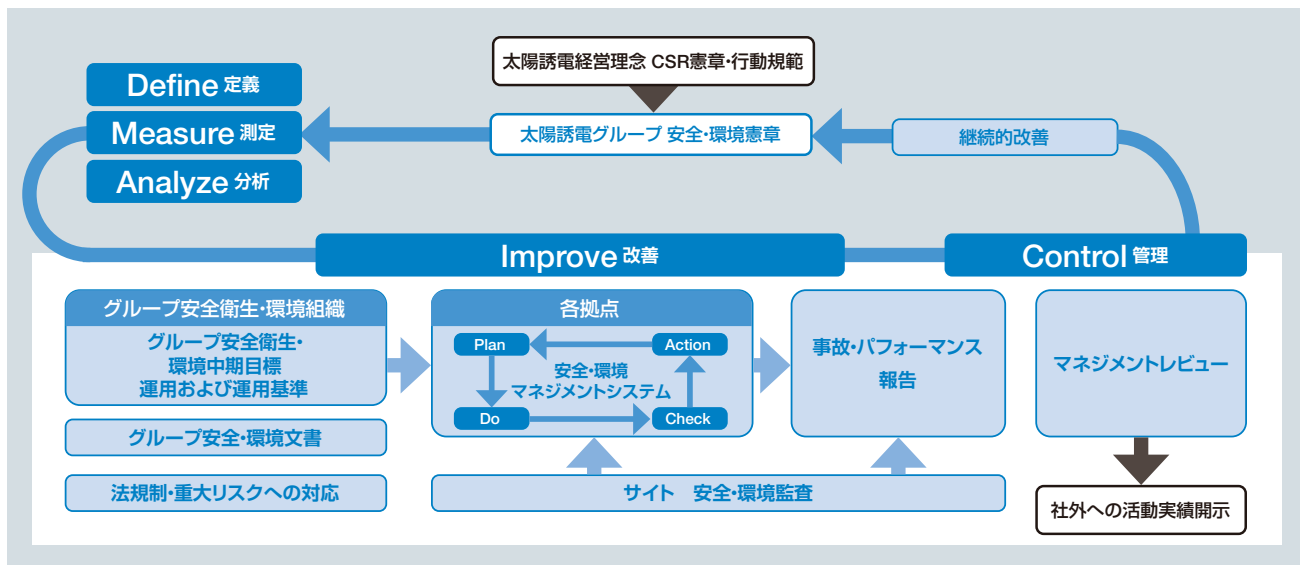 太陽誘電経営理念 CSR憲章・行動規範
Define 定義
Measure 測定
Analyze 分析
太陽誘電グループ 安全・環境憲章
継続的改善
Improve 改善
Control 管理
グループ安全衛生・環境組織
グループ安全衛生・
環境中期目標
運用および運用基準
グループ安全・環境文書
法規制・重大リスクへの対応
各拠点
Plan
Action
安全・環境
マネジメントシステム
Do
Check
事故・パフォーマンス
報告
サイト 安全・環境監査
マネジメントレビュー
社外への活動実績開示